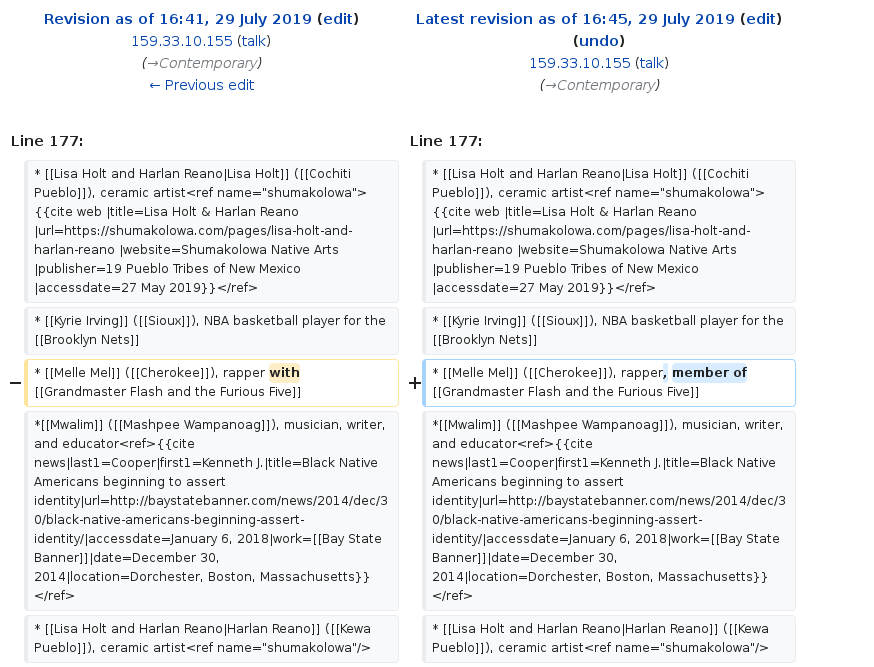 Revision as of 16:41, 29 July 2019 (edit)
159.33.10.155 (talk)
(→Contemporary)
← Previous edit
Latest revision as of 16:45, 29 July 2019 (edit)
(undo)
159.33.10.155 (talk)
(→Contemporary)
Line 177:
* [[Lisa Holt and Harlan Reano|Lisa Holt]] ([[Cochiti
Pueblo]]), ceramic artist<ref name="shumakolowa">
{{cite web |title=Lisa Holt & Harlan Reano
|url=https://shumakolowa.com/pages/lisa-holt-and-
harlan-reano |website=Shumakolowa Native Arts
|publisher=19 Pueblo Tribes of New Mexico
|accessdate=27 May 2019}}</ref>
* [[Kyrie Irving]] ([[Sioux]]), NBA basketball player for the
[[Brooklyn Nets]]
− * [[Melle Mel]] ([[Cherokee]]), rapper with
[[Grandmaster Flash and the Furious Five]]
*[[Mwalim]] ([[Mashpee Wampanoag]]), musician, writer,
and educator<ref>{{cite
news|last1=Cooper|first1=Kenneth J.|title=Black Native
Americans beginning to assert
identity|url=http://baystatebanner.com/news/2014/dec/3
0/black-native-americans-beginning-assert-
identity/|accessdate=January 6, 2018|work=[[Bay State
Banner]]|date=December 30,
2014|location=Dorchester, Boston, Massachusetts}}
</ref>
* [[Lisa Holt and Harlan Reano|Harlan Reano]] ([[Kewa
Pueblo]]), ceramic artist<ref name="shumakolowa"/>
Line 177:
* [[Lisa Holt and Harlan Reano|Lisa Holt]] ([[Cochiti
Pueblo]]), ceramic artist<ref name="shumakolowa">
{{cite web |title=Lisa Holt & Harlan Reano
|url=https://shumakolowa.com/pages/lisa-holt-and-
harlan-reano |website=Shumakolowa Native Arts
|publisher=19 Pueblo Tribes of New Mexico
|accessdate=27 May 2019}}</ref>
* [[Kyrie Irving]] ([[Sioux]]), NBA basketball player for the
[[Brooklyn Nets]]
+ * [[Melle Mel]] ([[Cherokee]]), rapper, member of
[[Grandmaster Flash and the Furious Five]]
*[[Mwalim]] ([[Mashpee Wampanoag]]), musician, writer,
and educator<ref>{{cite
news|last1=Cooper|first1=Kenneth J.|title=Black Native
Americans beginning to assert
identity|url=http://baystatebanner.com/news/2014/dec/3
0/black-native-americans-beginning-assert-
identity/|accessdate=January 6, 2018|work=[[Bay State
Banner]]|date=December 30,
2014|location=Dorchester, Boston, Massachusetts}}
</ref>
* [[Lisa Holt and Harlan Reano|Harlan Reano]] ([[Kewa
Pueblo]]), ceramic artist<ref name="shumakolowa"/>